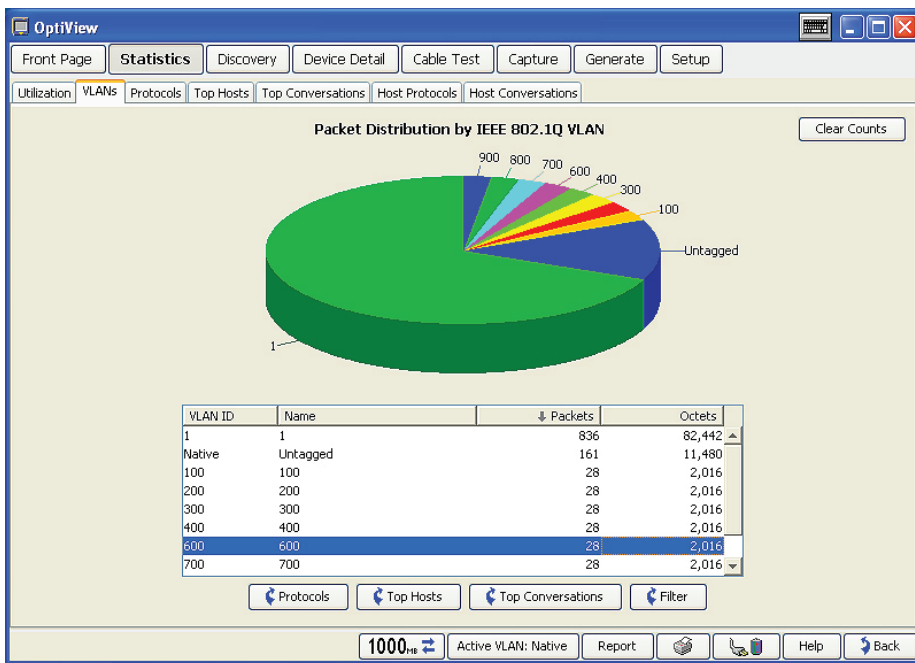 OptiView
Front Page Statistics Discovery Device Detail Cable Test Capture Generate Setup
Utilization VLANs Protocols Top Hosts Top Conversations Host Protocols Host Conversations
Packet Distribution by IEEE 802.1Q VLAN
Clear Counts
900 800 700 600 400 300 100
Untagged
1
VLAN ID Name Packets Octets
1 1 836 82,442
Native Untagged 161 11,480
100 100 28 2,016
200 200 28 2,016
300 300 28 2,016
400 400 28 2,016
600 600 28 2,016
700 700 28 2,016
Protocols Top Hosts Top Conversations Filter
1000 MB Active VLAN: Native Report Help Back